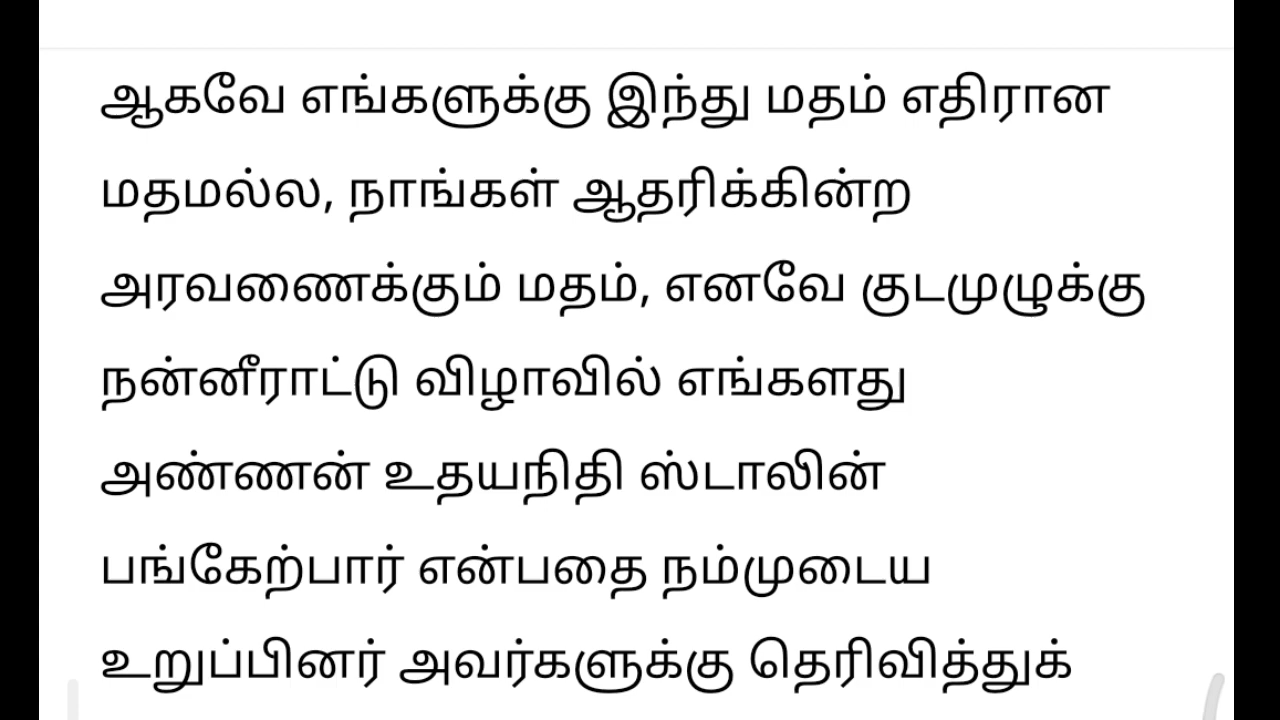 ஆகவே எங்களுக்கு இந்து மதம் எதிரான
மதமல்ல, நாங்கள் ஆதரிக்கின்ற
அரவணைக்கும் மதம், எனவே குடமுழுக்கு
நன்னீராட்டு விழாவில் எங்களது
அண்ணன் உதயநிதி ஸ்டாலின்
பங்கேற்பார் என்பதை நம்முடைய
உறுப்பினர் அவர்களுக்கு தெரிவித்துக்